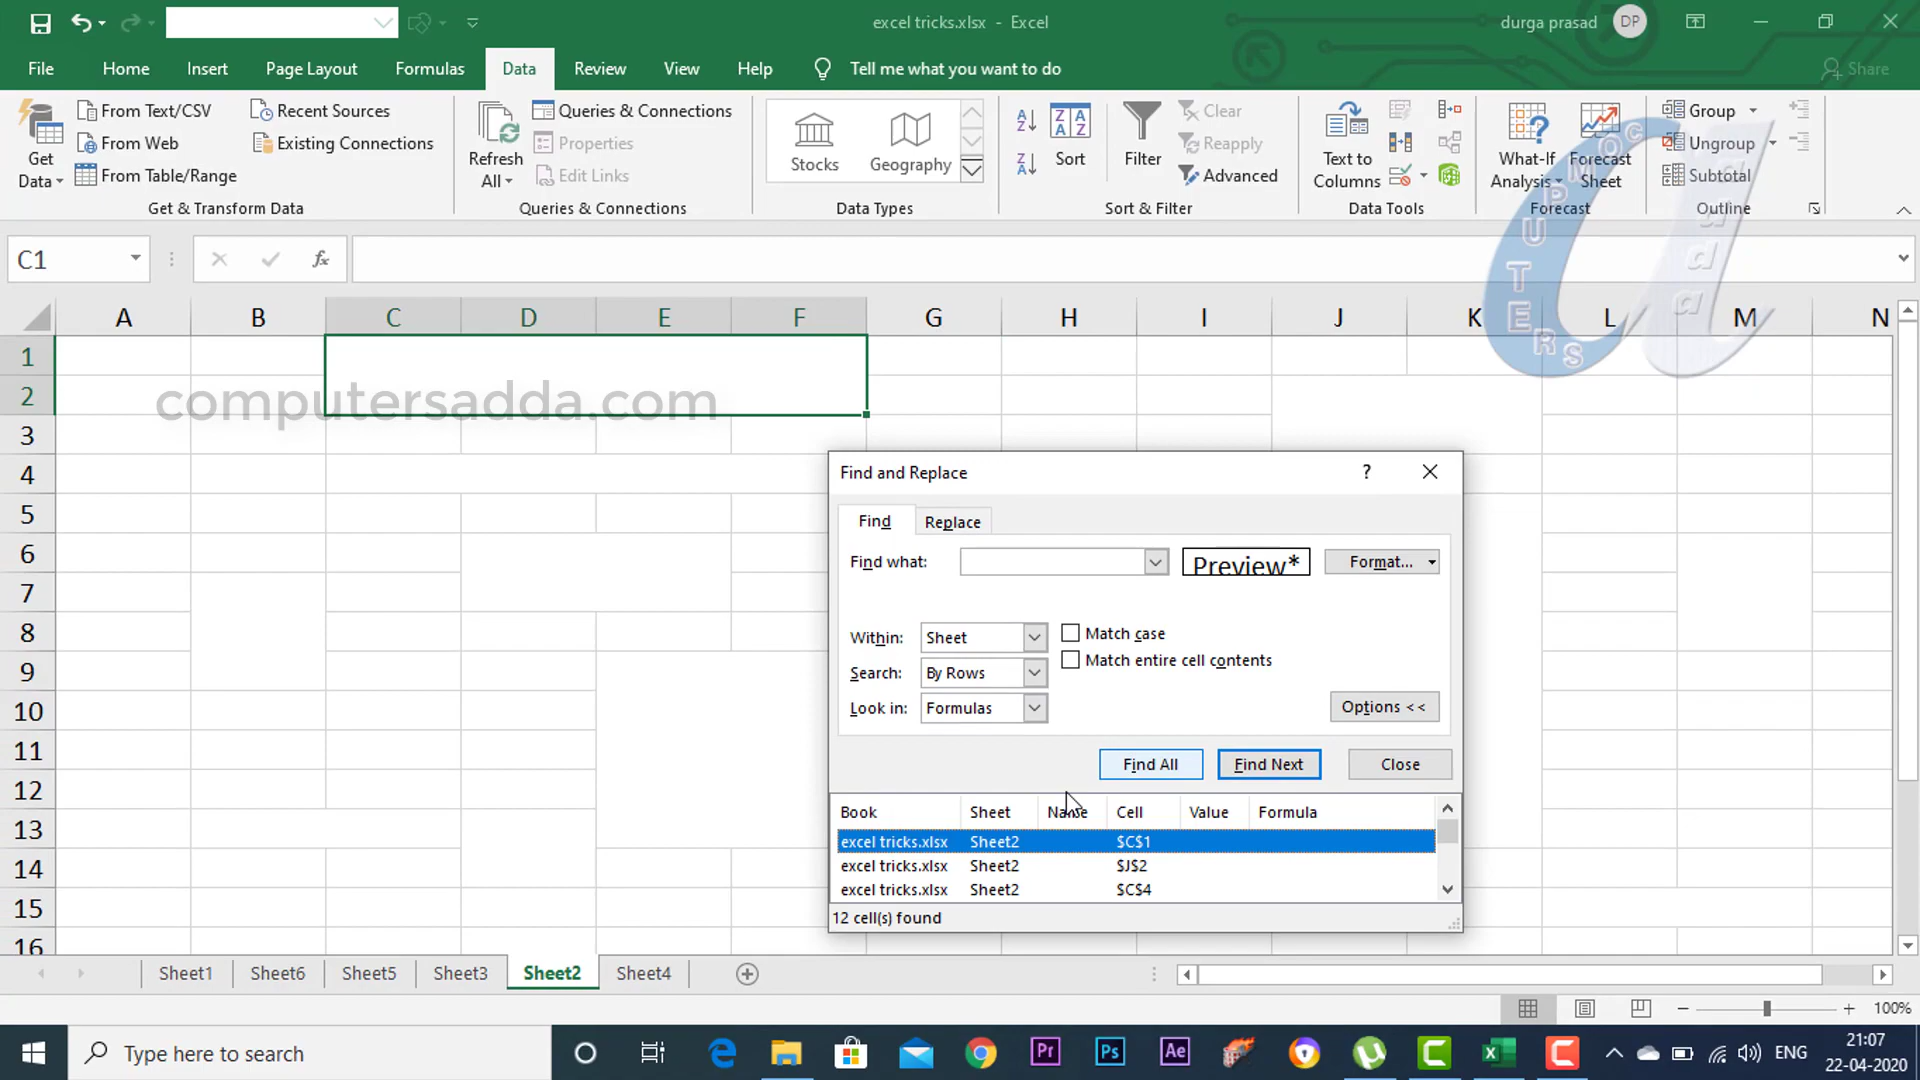 excel tricks.xlsx - Excel
durga prasad DP
File Home Insert Page Layout Formulas Data Review View Help Tell me what you want to do Share
Get Data
From Text/CSV
From Web
From Table/Range
Recent Sources
Existing Connections
Get & Transform Data
Refresh All
Queries & Connections
Properties
Edit Links
Queries & Connections
Stocks
Geography
Data Types
Sort
Filter
Clear
Reapply
Advanced
Sort & Filter
Text to Columns
Data Tools
What-If Analysis
Forecast Sheet
Forecast
Group
Ungroup
Subtotal
Outline
COMPUTERS
adda
C1
fx
A B C D E F G H I J K L M N
1
2
computersadda.com
3
4
5
6
7
8
9
10
11
12
13
14
15
16
Find and Replace ?
Find Replace
Find what: Preview* Format...
Within: Sheet Match case
Search: By Rows Match entire cell contents
Look in: Formulas Options <<
Find All Find Next Close
Book Sheet Name Cell Value Formula
excel tricks.xlsx Sheet2 $C$1
excel tricks.xlsx Sheet2 $J$2
excel tricks.xlsx Sheet2 $C$4
12 cell(s) found
Sheet1 Sheet6 Sheet5 Sheet3 Sheet2 Sheet4
100%
Type here to search
Pr Ps Ae
ENG
21:07
22-04-2020